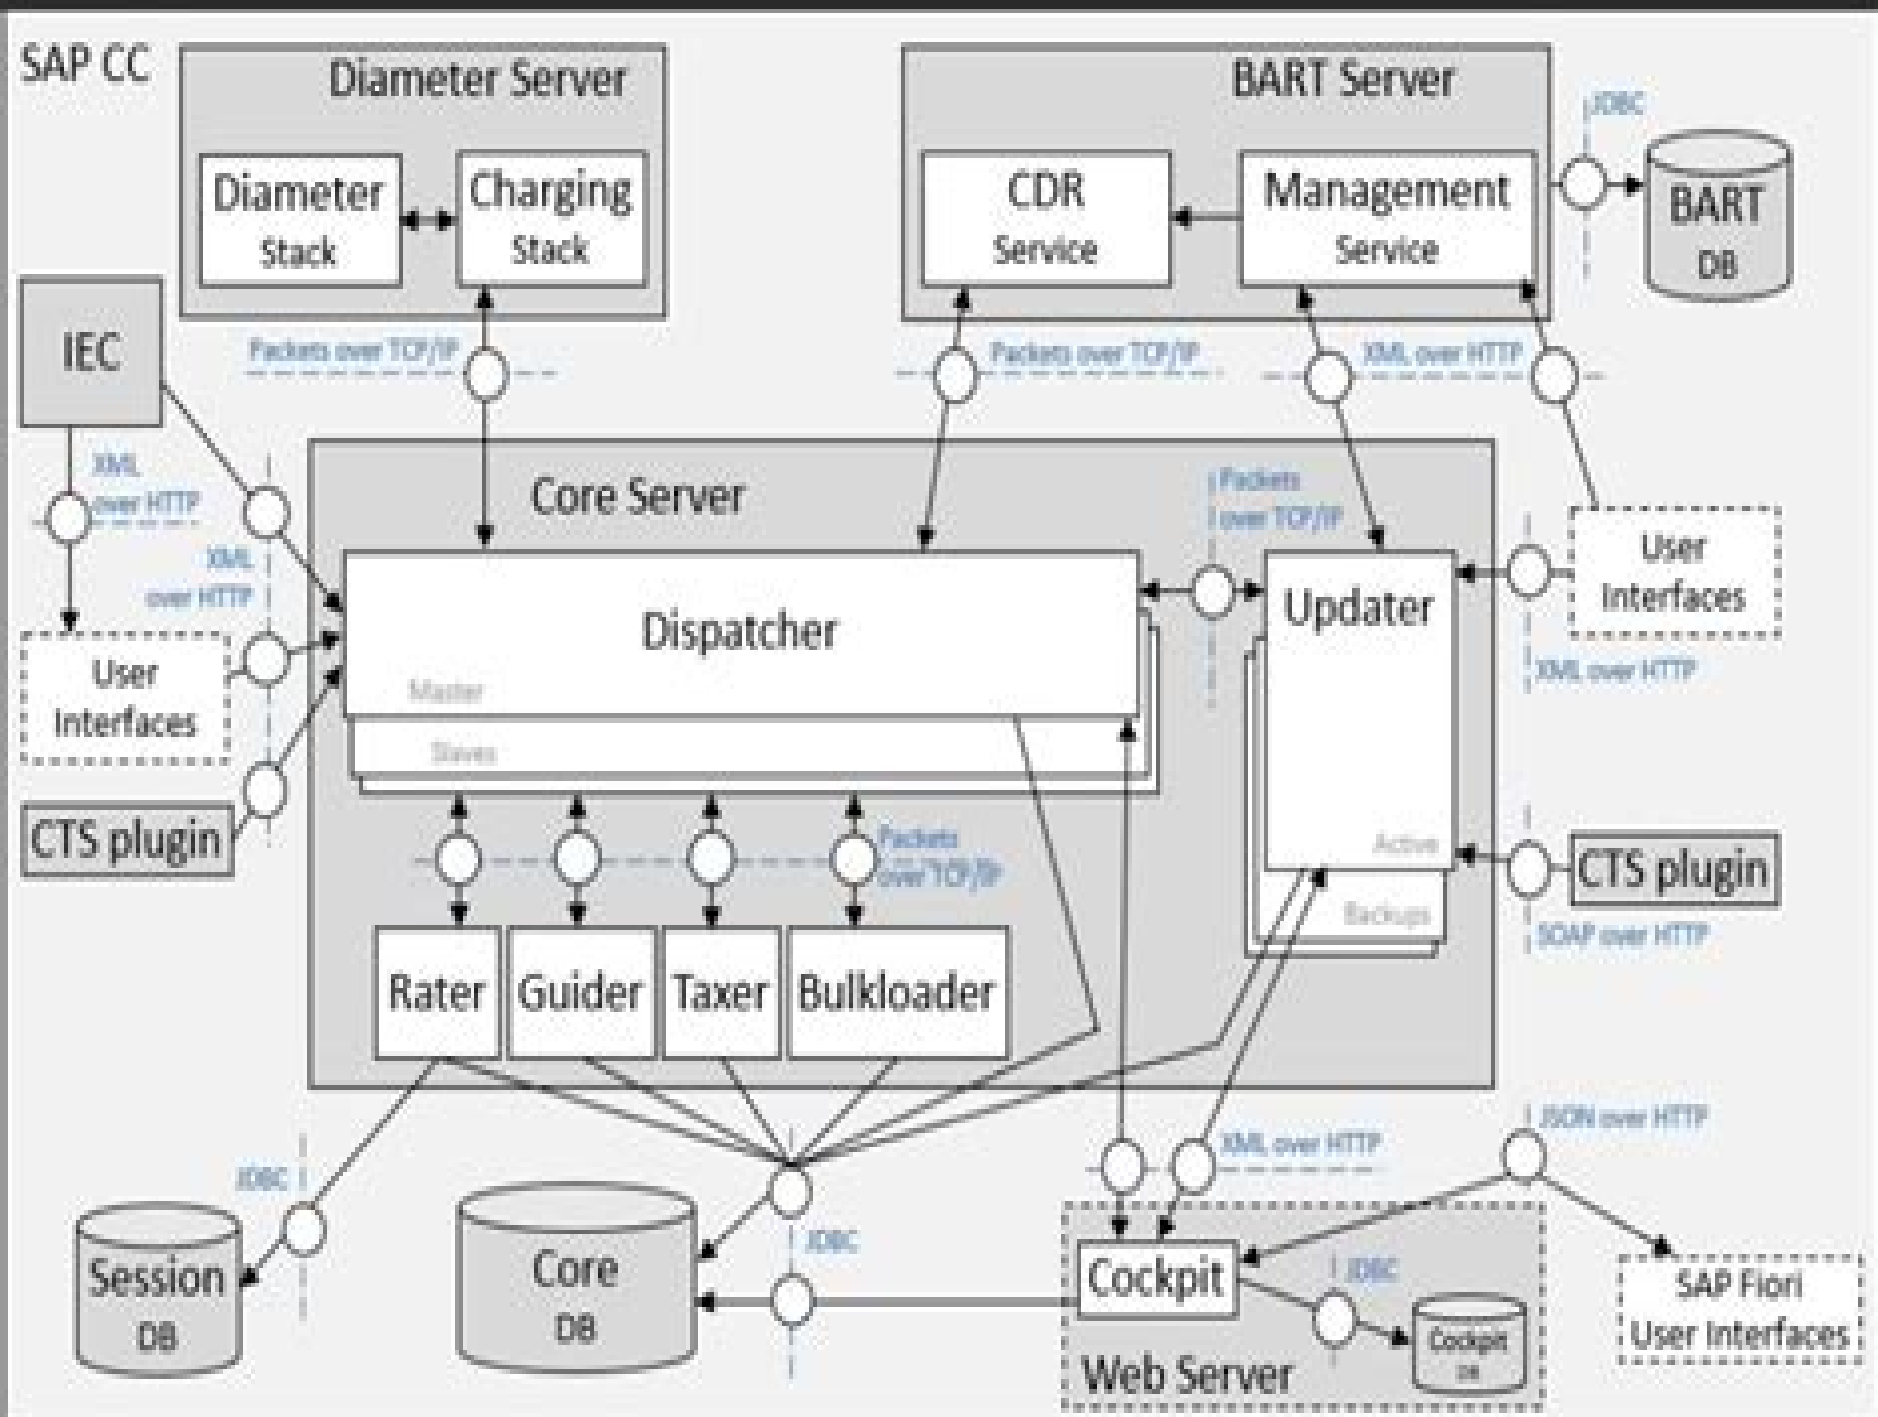 SAP CC
Diameter Server
BART Server
JDBC
Diameter
Stack
Charging
Stack
CDR
Service
Management
Service
BART
DB
IEC
Packets over TCP/IP
Packets over TCP/IP
XML over HTTP
XML
over HTTP
Core Server
Packets
over TCP/IP
XML
over HTTP
User
Interfaces
Dispatcher
Updater
XML over HTTP
User
Interfaces
Master
Slaves
CTS plugin
Packets
over TCP/IP
Active
Backups
CTS plugin
SOAP over HTTP
Rater
Guider
Taxer
Bulkloader
JDBC
XML over HTTP
JSON over HTTP
Session
DB
Core
DB
JDBC
Cockpit
JDBC
Cockpit
DB
Web Server
SAP Fiori
User Interfaces